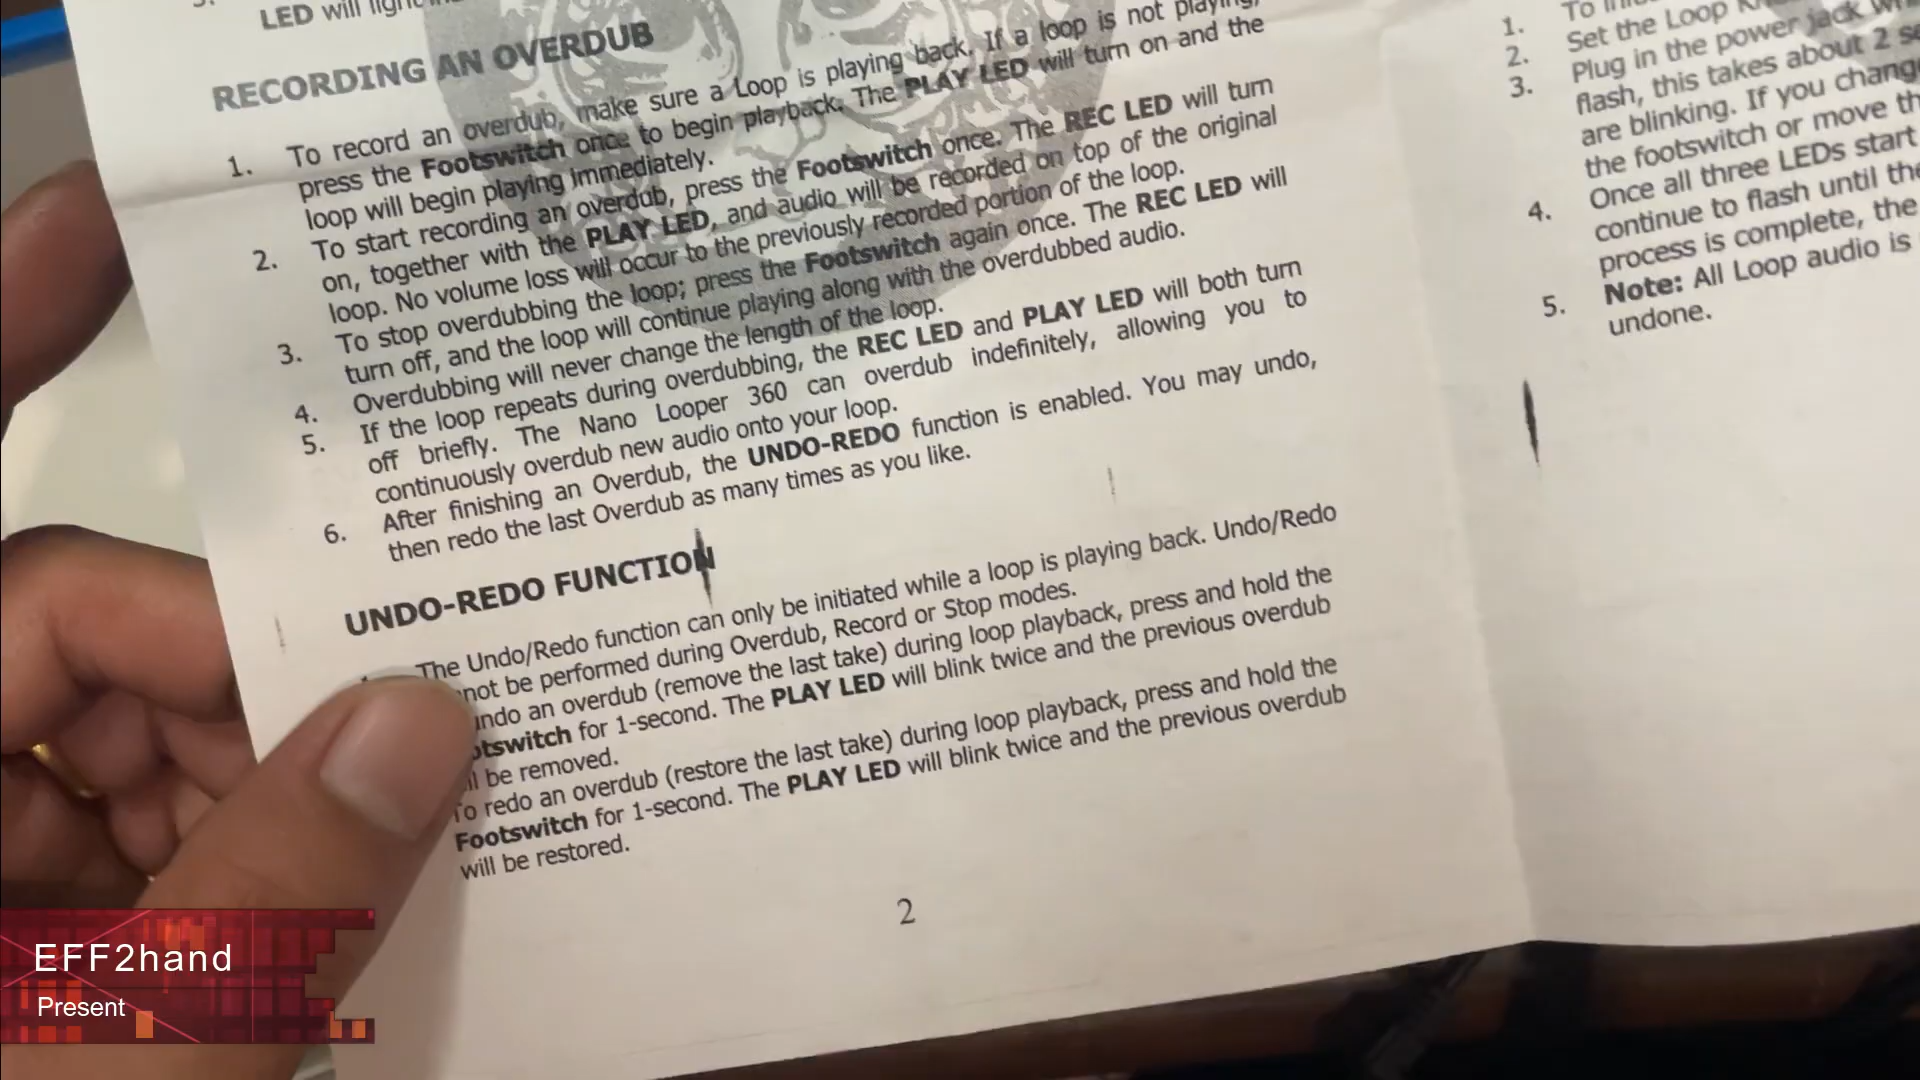 LED will light
RECORDING AN OVERDUB
1. To record an overdub, make sure a Loop is playing back. If a loop is not playing,
press the Footswitch once to begin playback. The PLAY LED will turn on and the
loop will begin playing immediately.
2. To start recording an overdub, press the Footswitch once. The REC LED will turn
on, together with the PLAY LED, and audio will be recorded on top of the original
loop. No volume loss will occur to the previously recorded portion of the loop.
3. To stop overdubbing the loop; press the Footswitch again once. The REC LED will
turn off, and the loop will continue playing along with the overdubbed audio.
4. Overdubbing will never change the length of the loop.
5. If the loop repeats during overdubbing, the REC LED and PLAY LED will both turn
off briefly. The Nano Looper 360 can overdub indefinitely, allowing you to
continuously overdub new audio onto your loop.
6. After finishing an Overdub, the UNDO-REDO function is enabled. You may undo,
then redo the last Overdub as many times as you like.
UNDO-REDO FUNCTION
The Undo/Redo function can only be initiated while a loop is playing back. Undo/Redo
not be performed during Overdub, Record or Stop modes.
undo an overdub (remove the last take) during loop playback, press and hold the
otswitch for 1-second. The PLAY LED will blink twice and the previous overdub
be removed.
To redo an overdub (restore the last take) during loop playback, press and hold the
Footswitch for 1-second. The PLAY LED will blink twice and the previous overdub
will be restored.
2
1. To
2. Set the Loop
3. Plug in the power jack
flash, this takes about 2
are blinking. If you change
the footswitch or move
4. Once all three LEDs start
continue to flash until the
process is complete, the
5. Note: All Loop audio is
undone.
EFF2hand
Present